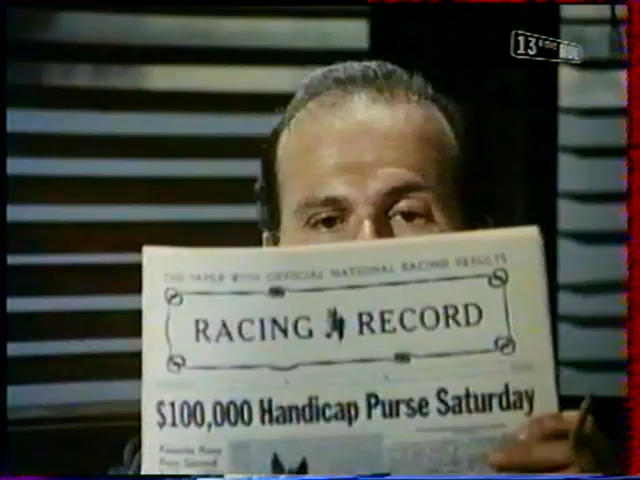 13ème RUE
THE PAPER WITH OFFICIAL NATIONAL RACING RESULTS
RACING RECORD
$100,000 Handicap Purse Saturday